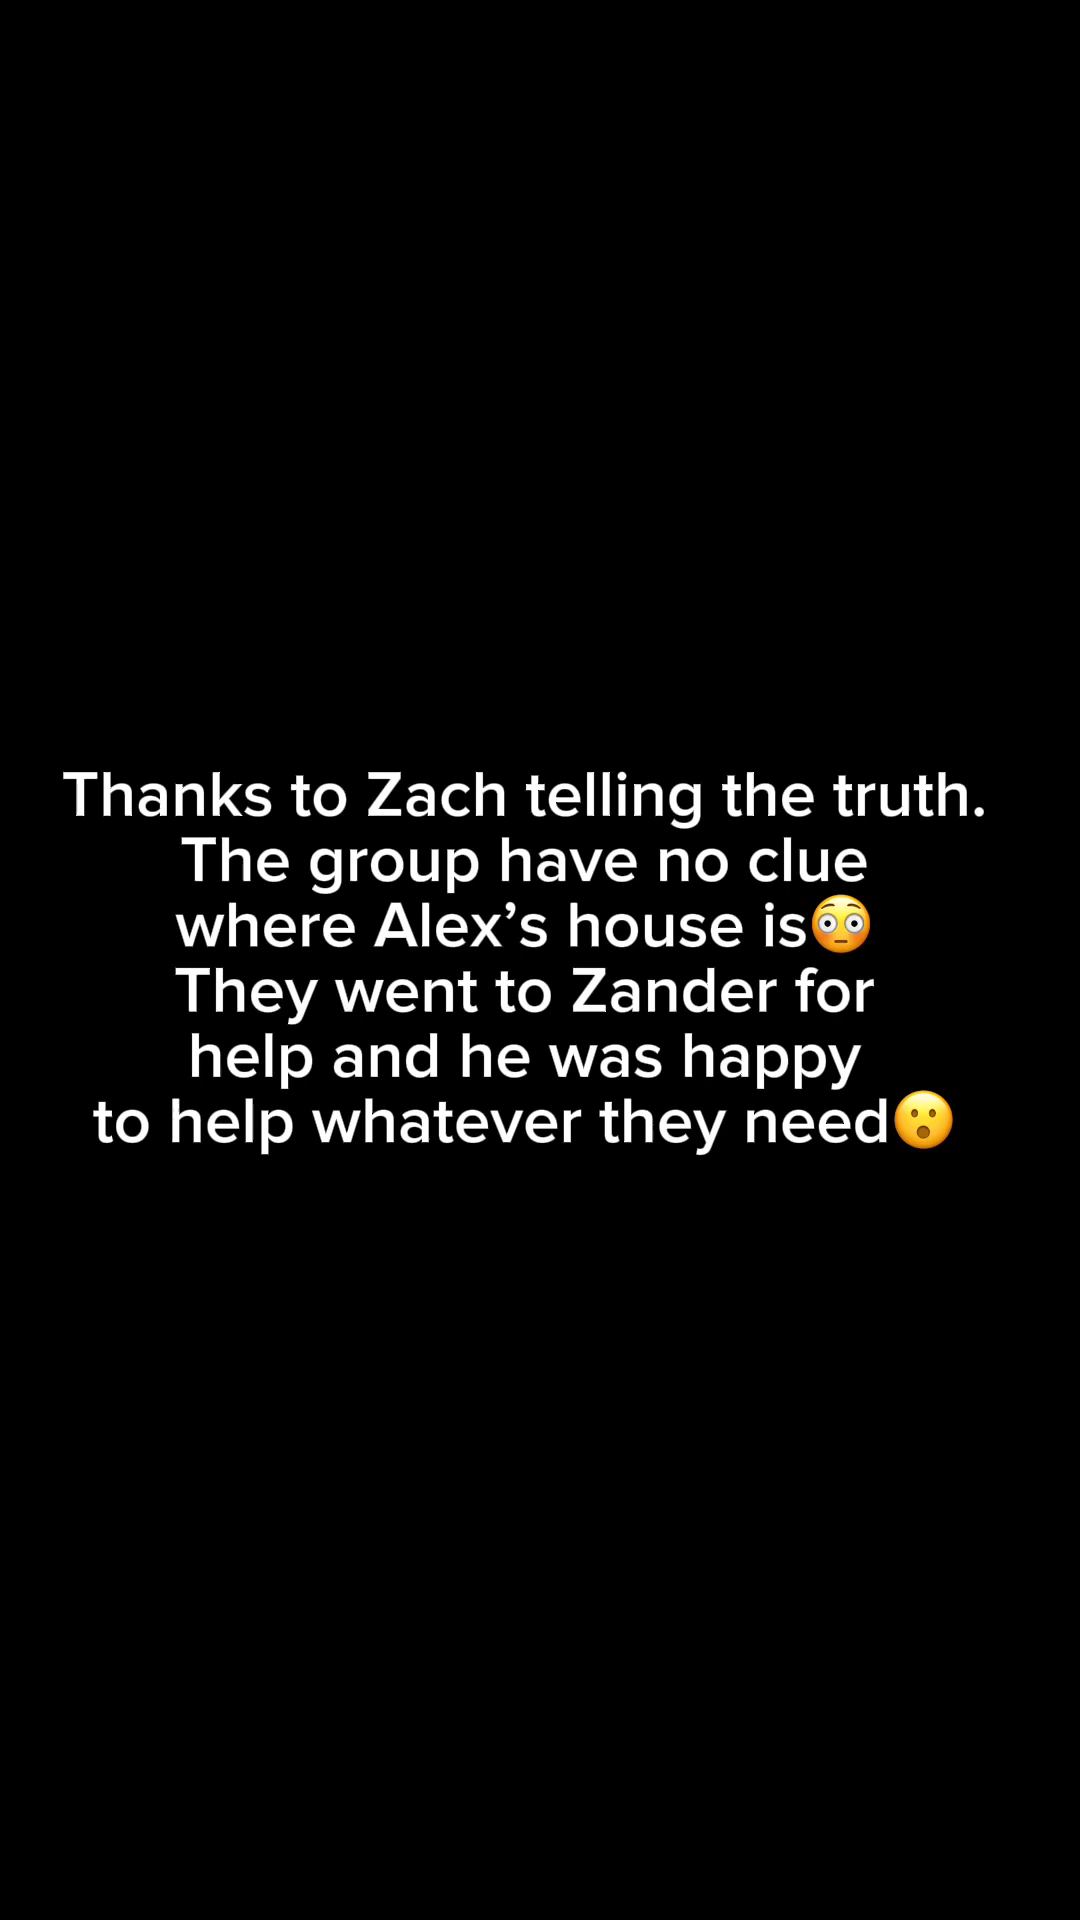 Thanks to Zach telling the truth.
The group have no clue
where Alex’s house is😳
They went to Zander for
help and he was happy
to help whatever they need😮